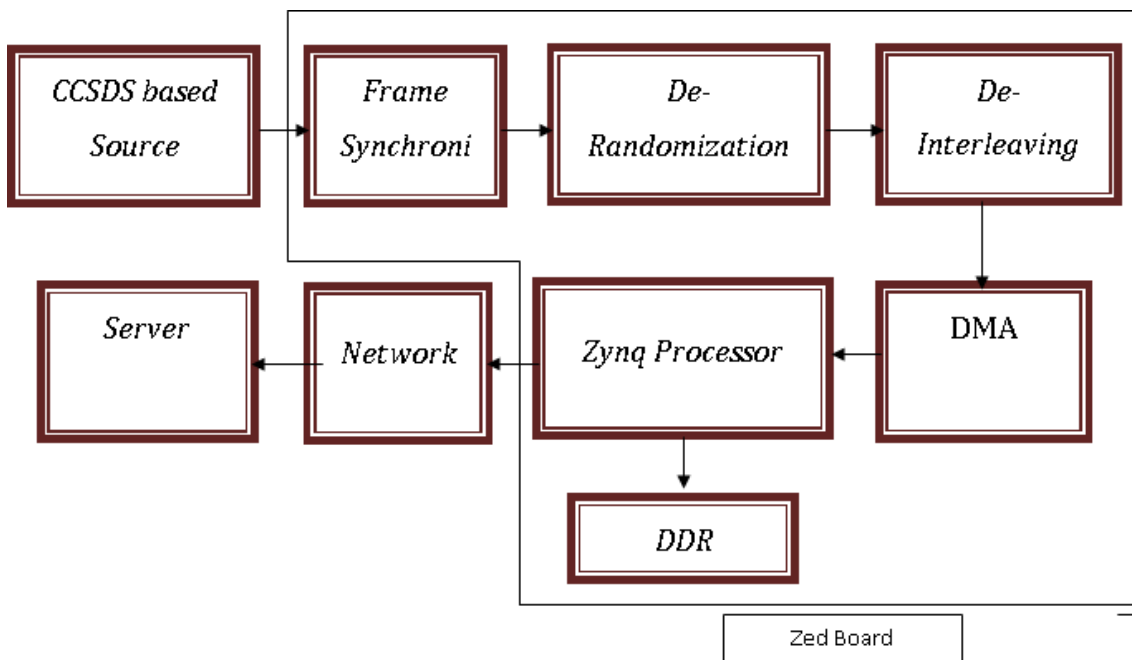 CCSDS based
Source
Frame
Synchroni
De-
Randomization
De-
Interleaving
Server
Network
Zynq Processor
DMA
DDR
Zed Board